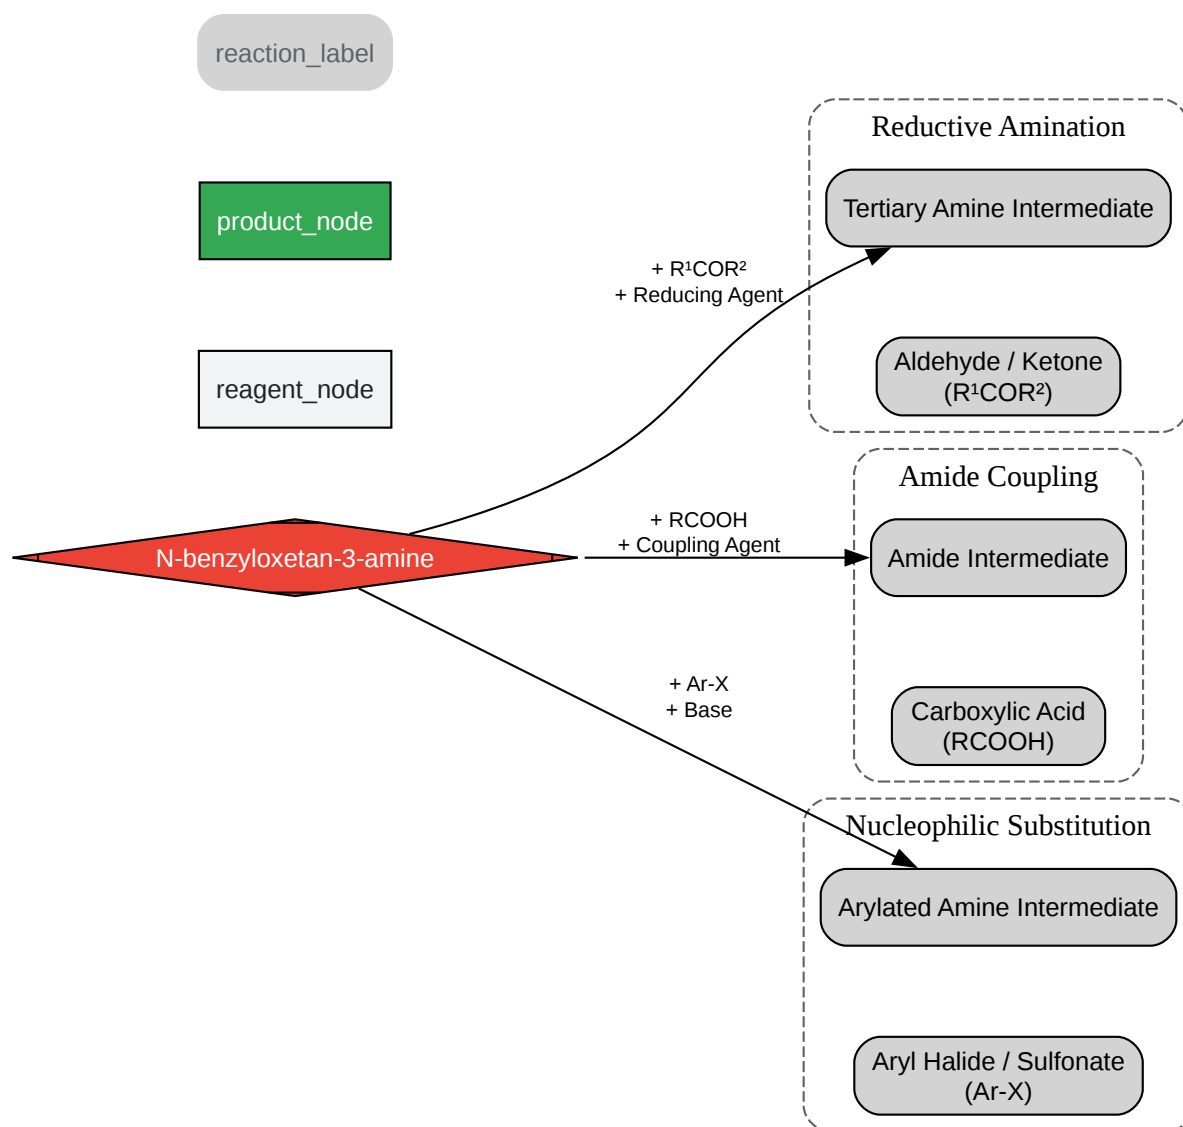 reaction_label
product_node
reagent_node
N-benzyloxetan-3-amine
+ R¹COR²
+ Reducing Agent
+ RCOOH
+ Coupling Agent
+ Ar-X
+ Base
Reductive Amination
Tertiary Amine Intermediate
Aldehyde / Ketone
(R¹COR²)
Amide Coupling
Amide Intermediate
Carboxylic Acid
(RCOOH)
Nucleophilic Substitution
Arylated Amine Intermediate
Aryl Halide / Sulfonate
(Ar-X)